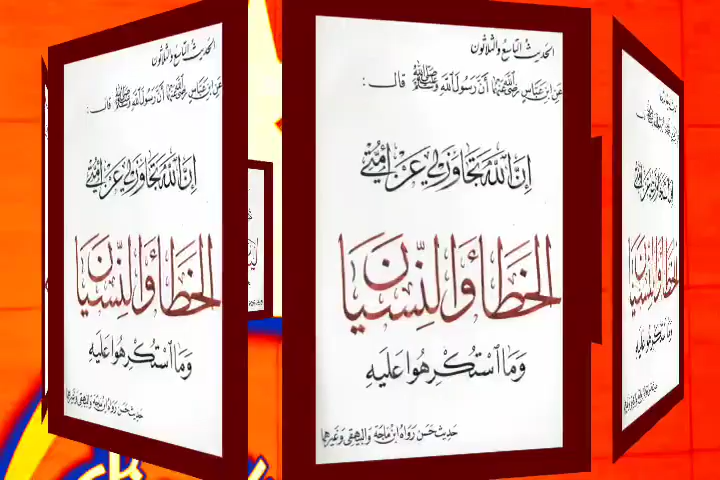 الحديث التاسع والثلاثون
عن ابن عباس رضي الله عنهما أن رسول الله ﷺ قال :
إن الله تجاوز لي عن أمتي
الخطأ والنسيان
وما استكرهوا عليه
حديث حسن رواه ابن ماجة والبيهقي وغيرهما